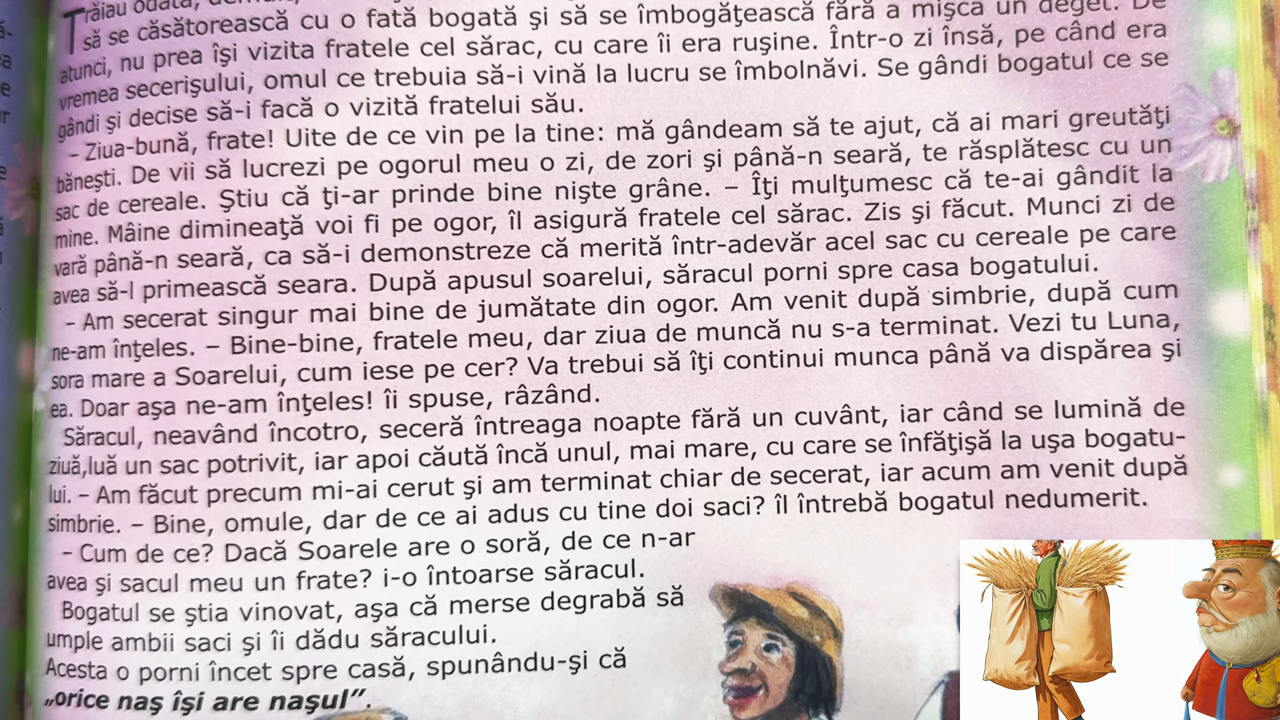 Trăiau odată,
să se căsătorească cu o fată bogată şi să se îmbogăţească fără a mişca un deget. De
atunci, nu prea îşi vizita fratele cel sărac, cu care îi era ruşine. Într-o zi însă, pe când era
vremea secerişului, omul ce trebuia să-i vină la lucru se îmbolnăvi. Se gândi bogatul ce se
gândi şi decise să-i facă o vizită fratelui său.
– Ziua-bună, frate! Uite de ce vin pe la tine: mă gândeam să te ajut, că ai mari greutăţi
băneşti. De vii să lucrezi pe ogorul meu o zi, de zori şi până-n seară, te răsplătesc cu un
sac de cereale. Ştiu că ţi-ar prinde bine nişte grâne. – Îţi mulţumesc că te-ai gândit la
mine. Mâine dimineaţă voi fi pe ogor, îl asigură fratele cel sărac. Zis şi făcut. Munci zi de
vară până-n seară, ca să-i demonstreze că merită într-adevăr acel sac cu cereale pe care
avea să-l primească seara. După apusul soarelui, săracul porni spre casa bogatului.
– Am secerat singur mai bine de jumătate din ogor. Am venit după simbrie, după cum
ne-am înţeles. – Bine-bine, fratele meu, dar ziua de muncă nu s-a terminat. Vezi tu Luna,
sora mare a Soarelui, cum iese pe cer? Va trebui să îţi continui munca până va dispărea şi
ea. Doar aşa ne-am înţeles! îi spuse, râzând.
Săracul, neavând încotro, seceră întreaga noapte fără un cuvânt, iar când se lumină de
ziuă,luă un sac potrivit, iar apoi căută încă unul, mai mare, cu care se înfăţişă la uşa bogatu-
lui. – Am făcut precum mi-ai cerut şi am terminat chiar de secerat, iar acum am venit după
simbrie. – Bine, omule, dar de ce ai adus cu tine doi saci? îl întrebă bogatul nedumerit.
– Cum de ce? Dacă Soarele are o soră, de ce n-ar
avea şi sacul meu un frate? i-o întoarse săracul.
Bogatul se ştia vinovat, aşa că merse degrabă să
umple ambii saci şi îi dădu săracului.
Acesta o porni încet spre casă, spunându-şi că
„orice naş îşi are naşul”.